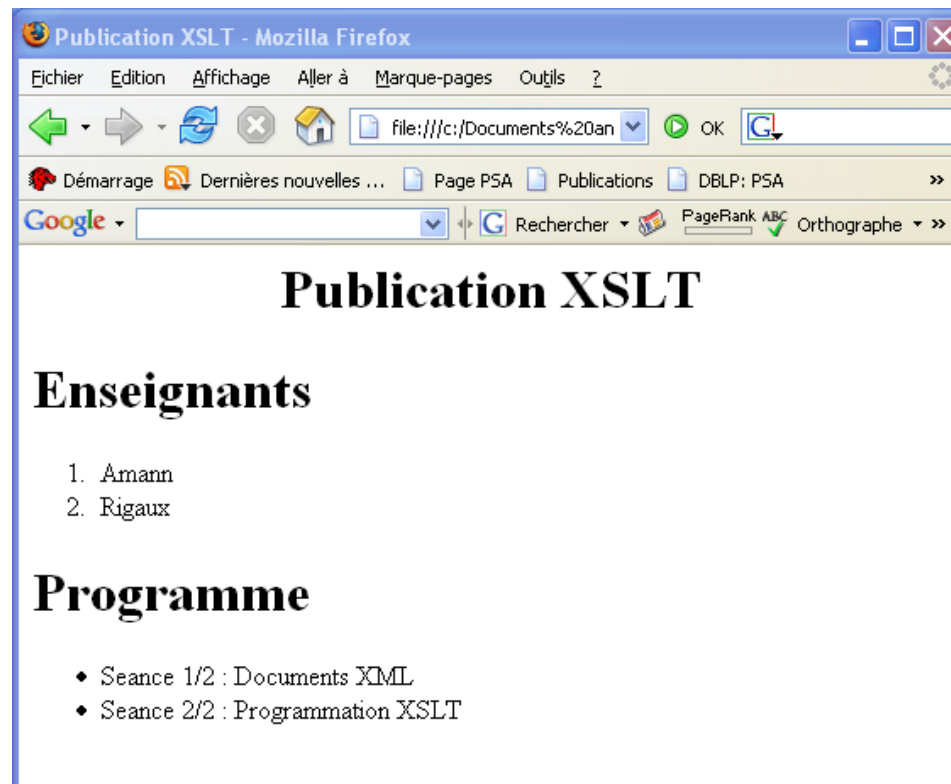 Publication XSLT - Mozilla Firefox
Fichier Edition Affichage Aller à Marque-pages Outils ?
file:///c:/Documents%20an OK G
Démarrage Dernières nouvelles ... Page PSA Publications DBLP: PSA »
Google G Rechercher PageRank ABC Orthographe »
Publication XSLT
Enseignants
1. Amann
2. Rigaux
Programme
• Seance 1/2 : Documents XML
• Seance 2/2 : Programmation XSLT